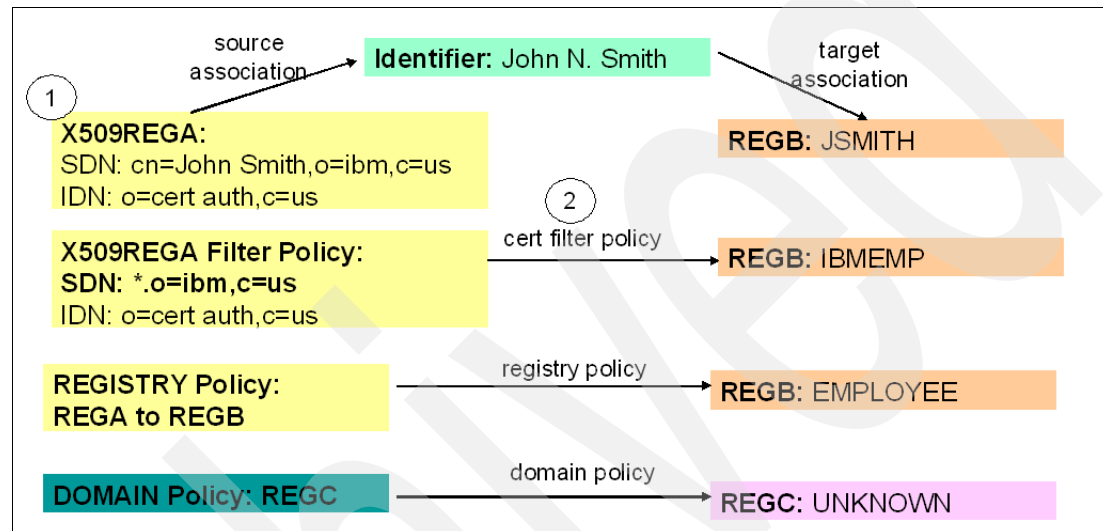 source
association
Identifier: John N. Smith
target
association
1
X509REGA:
SDN: cn=John Smith,o=ibm,c=us
IDN: o=cert auth,c=us
REGB: JSMITH
2
X509REGA Filter Policy:
SDN: *.o=ibm,c=us
IDN: o=cert auth,c=us
cert filter policy
REGB: IBMEMP
REGISTRY Policy:
REGA to REGB
registry policy
REGB: EMPLOYEE
DOMAIN Policy: REGC
domain policy
REGC: UNKNOWN